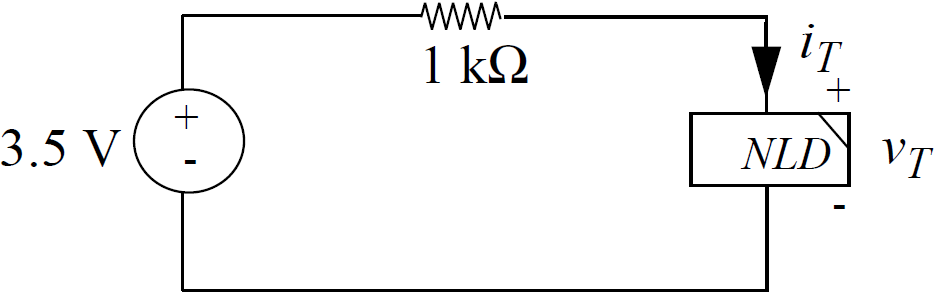 1 kΩ
i_T
+
3.5 V
+
-
NLD
v_T
-